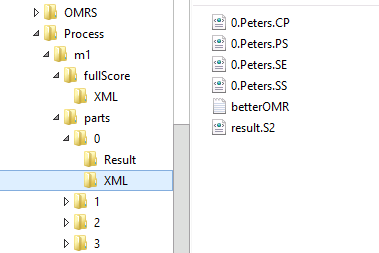 OMRS
Process
m1
fullScore
XML
parts
0
Result
XML
1
2
3
0.Peters.CP
0.Peters.PS
0.Peters.SE
0.Peters.SS
betterOMR
result.S2